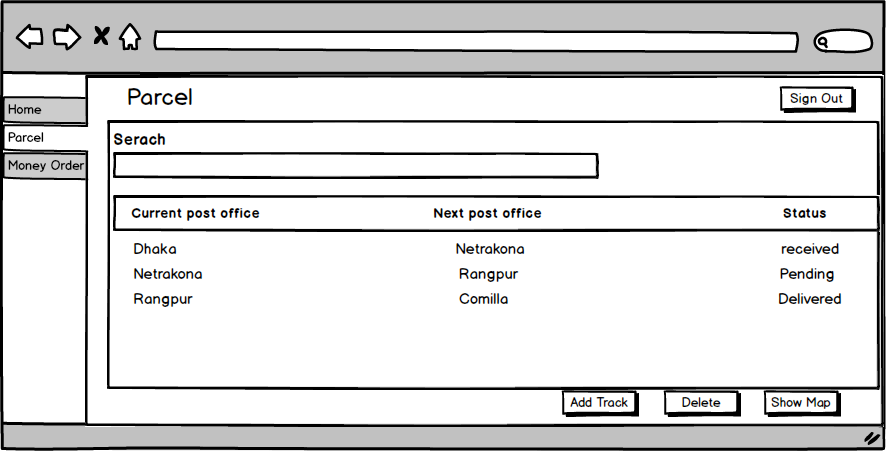 Parcel
Sign Out
Home
Parcel
Money Order
Serach
Current post office Next post office Status
Dhaka Netrakona received
Netrakona Rangpur Pending
Rangpur Comilla Delivered
Add Track Delete Show Map